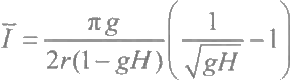 Ī = πg / 2r(1 – gH) (1 / √gH – 1)